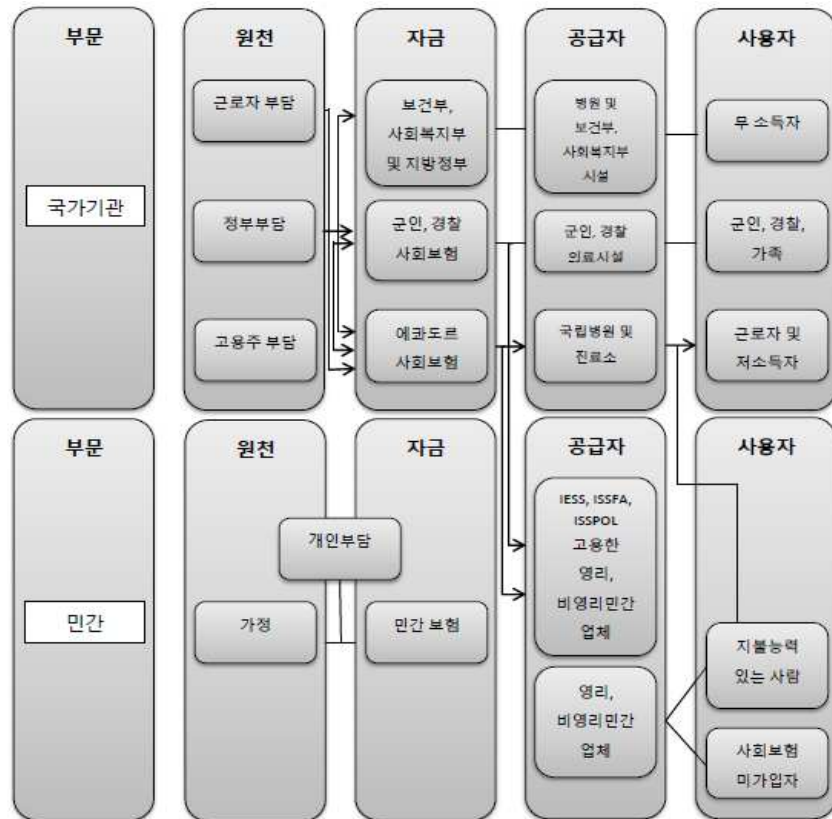 부문
원천
자금
공급자
사용자
국가기관
근로자 부담
정부부담
고용주 부담
보건부,
사회복지부
및 지방정부
군인, 경찰
사회보험
에콰도르
사회보험
병원 및
보건부,
사회복지부
시설
군인, 경찰
의료시설
국립병원 및
진료소
무 소득자
군인, 경찰,
가족
근로자 및
저소득자
부문
원천
자금
공급자
사용자
민간
개인부담
가정
민간 보험
IESS, ISSFA,
ISSPOL
고용한
영리,
비영리민간
업체
영리,
비영리민간
업체
지불능력
있는 사람
사회보험
미가입자